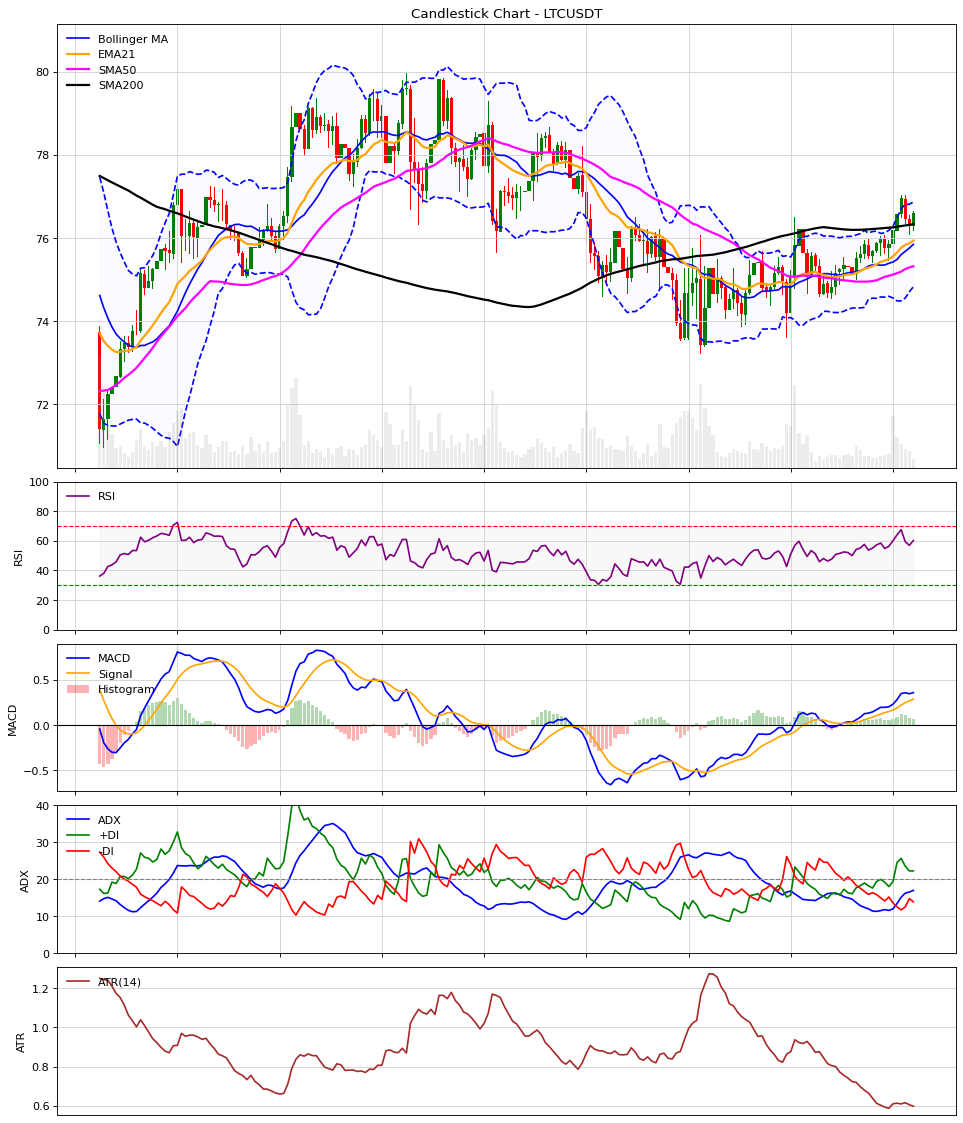 Candlestick Chart - LTCUSDT
Bollinger MA
EMA21
SMA50
SMA200
80
78
76
74
72
RSI
RSI
100
80
60
40
20
0
MACD
Signal
Histogram
MACD
0.5
0.0
−0.5
ADX
+DI
-DI
ADX
40
30
20
10
0
ATR(14)
ATR
1.2
1.0
0.8
0.6